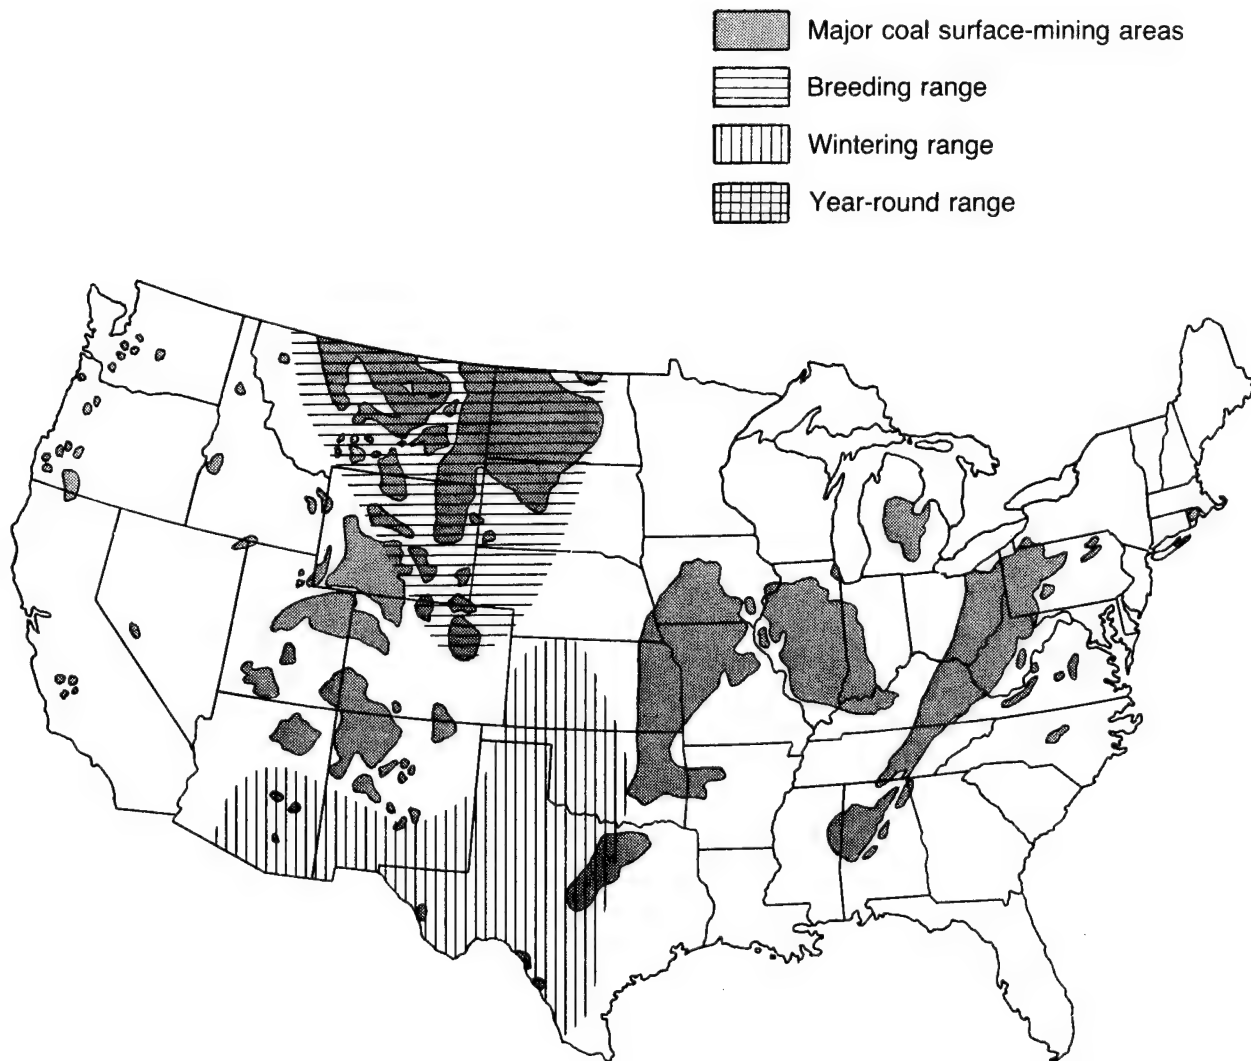 Major coal surface-mining areas
Breeding range
Wintering range
Year-round range